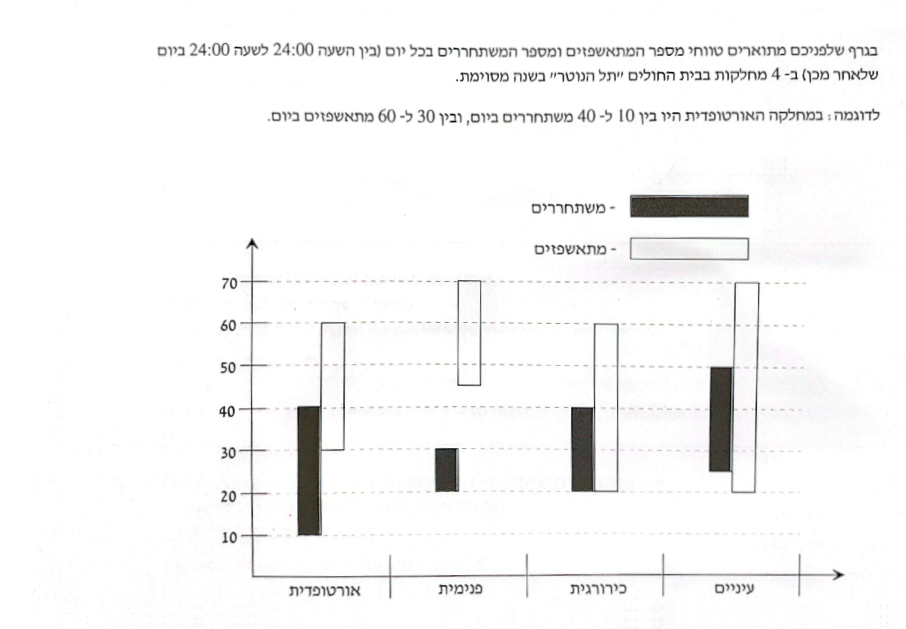 בגרף שלפניכם מתוארים טווחי מספר המתאשפזים ומספר המשתחררים בכל יום (בין השעה 24:00 לשעה 24:00 ביום
שלאחר מכן) ב- 4 מחלקות בבית החולים "תל הנוטר" בשנה מסוימת.
לדוגמה: במחלקה האורטופדית היו בין 10 ל- 40 משתחררים ביום, ובין 30 ל- 60 מתאשפזים ביום.
- משתחררים
- מתאשפזים
70
60
50
40
30
20
10
אורטופדית
פנימית
כירורגית
עיניים